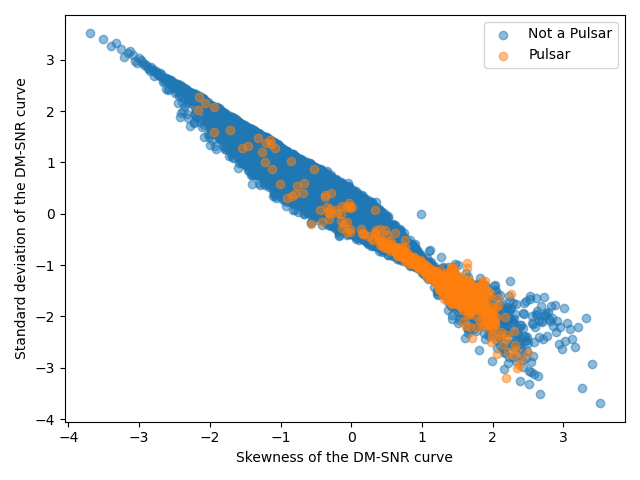 Not a Pulsar
Pulsar
Standard deviation of the DM-SNR curve
3
2
1
0
−1
−2
−3
−4
−4 −3 −2 −1 0 1 2 3
Skewness of the DM-SNR curve